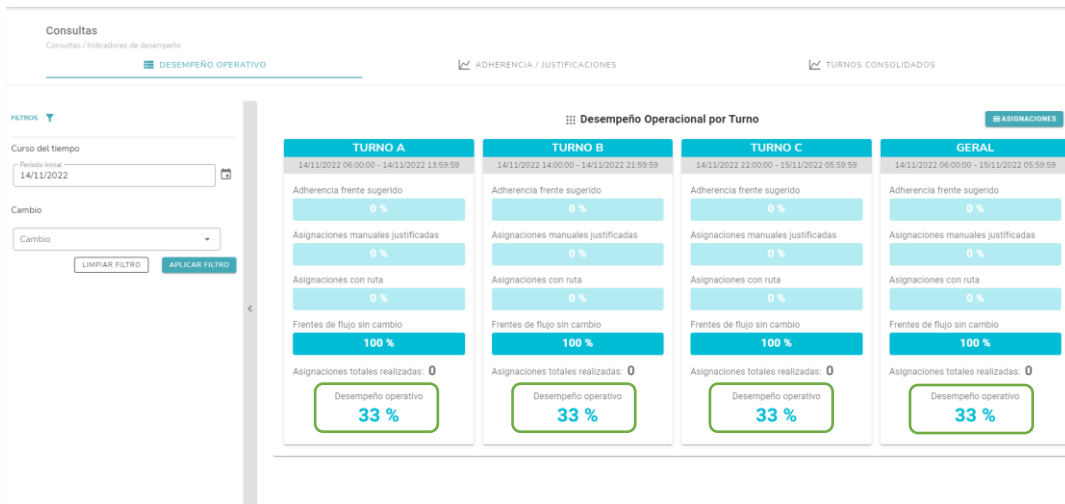 Consultas
Consultas / Indicadores de desempeño
DESEMPEÑO OPERATIVO
ADHERENCIA / JUSTIFICACIONES
TURNOS CONSOLIDADOS
FILTROS
Curso del tiempo
Período Inicial
14/11/2022
Cambio
Cambio
LIMPIAR FILTRO
APLICAR FILTRO
Desempeño Operacional por Turno
ASIGNACIONES
TURNO A
14/11/2022 06:00:00 - 14/11/2022 13:59:59
Adherencia frente sugerido
0 %
Asignaciones manuales justificadas
0 %
Asignaciones con ruta
0 %
Frentes de flujo sin cambio
100 %
Asignaciones totales realizadas: 0
Desempeño operativo
33 %
TURNO B
14/11/2022 14:00:00 - 14/11/2022 21:59:59
Adherencia frente sugerido
0 %
Asignaciones manuales justificadas
0 %
Asignaciones con ruta
0 %
Frentes de flujo sin cambio
100 %
Asignaciones totales realizadas: 0
Desempeño operativo
33 %
TURNO C
14/11/2022 22:00:00 - 15/11/2022 05:59:59
Adherencia frente sugerido
0 %
Asignaciones manuales justificadas
0 %
Asignaciones con ruta
0 %
Frentes de flujo sin cambio
100 %
Asignaciones totales realizadas: 0
Desempeño operativo
33 %
GERAL
14/11/2022 06:00:00 - 15/11/2022 05:59:59
Adherencia frente sugerido
0 %
Asignaciones manuales justificadas
0 %
Asignaciones con ruta
0 %
Frentes de flujo sin cambio
100 %
Asignaciones totales realizadas: 0
Desempeño operativo
33 %